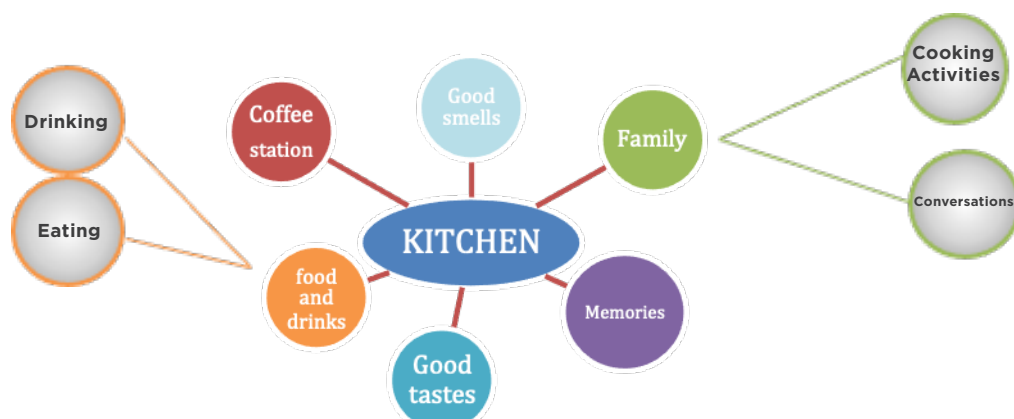 Cooking
Activities
Drinking
Coffee
station
Good
smells
Family
Eating
Conversations
KITCHEN
food
and
drinks
Memories
Good
tastes